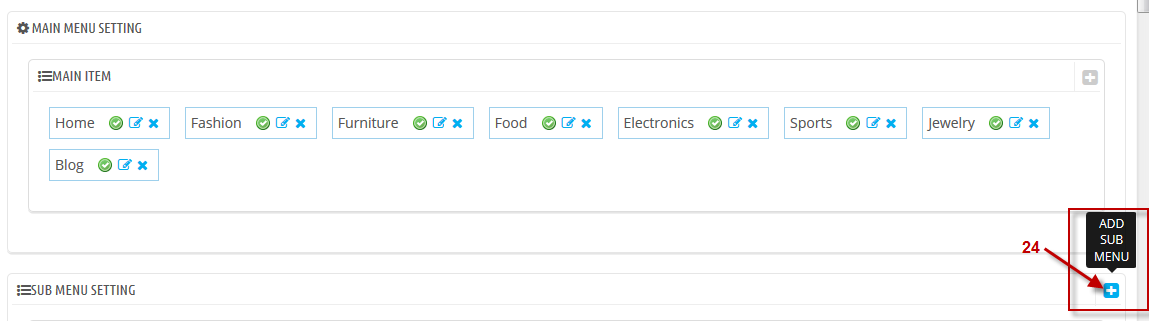 MAIN MENU SETTING
MAIN ITEM
Home Fashion Furniture Food Electronics Sports Jewelry
Blog
ADD
SUB
MENU
24
SUB MENU SETTING